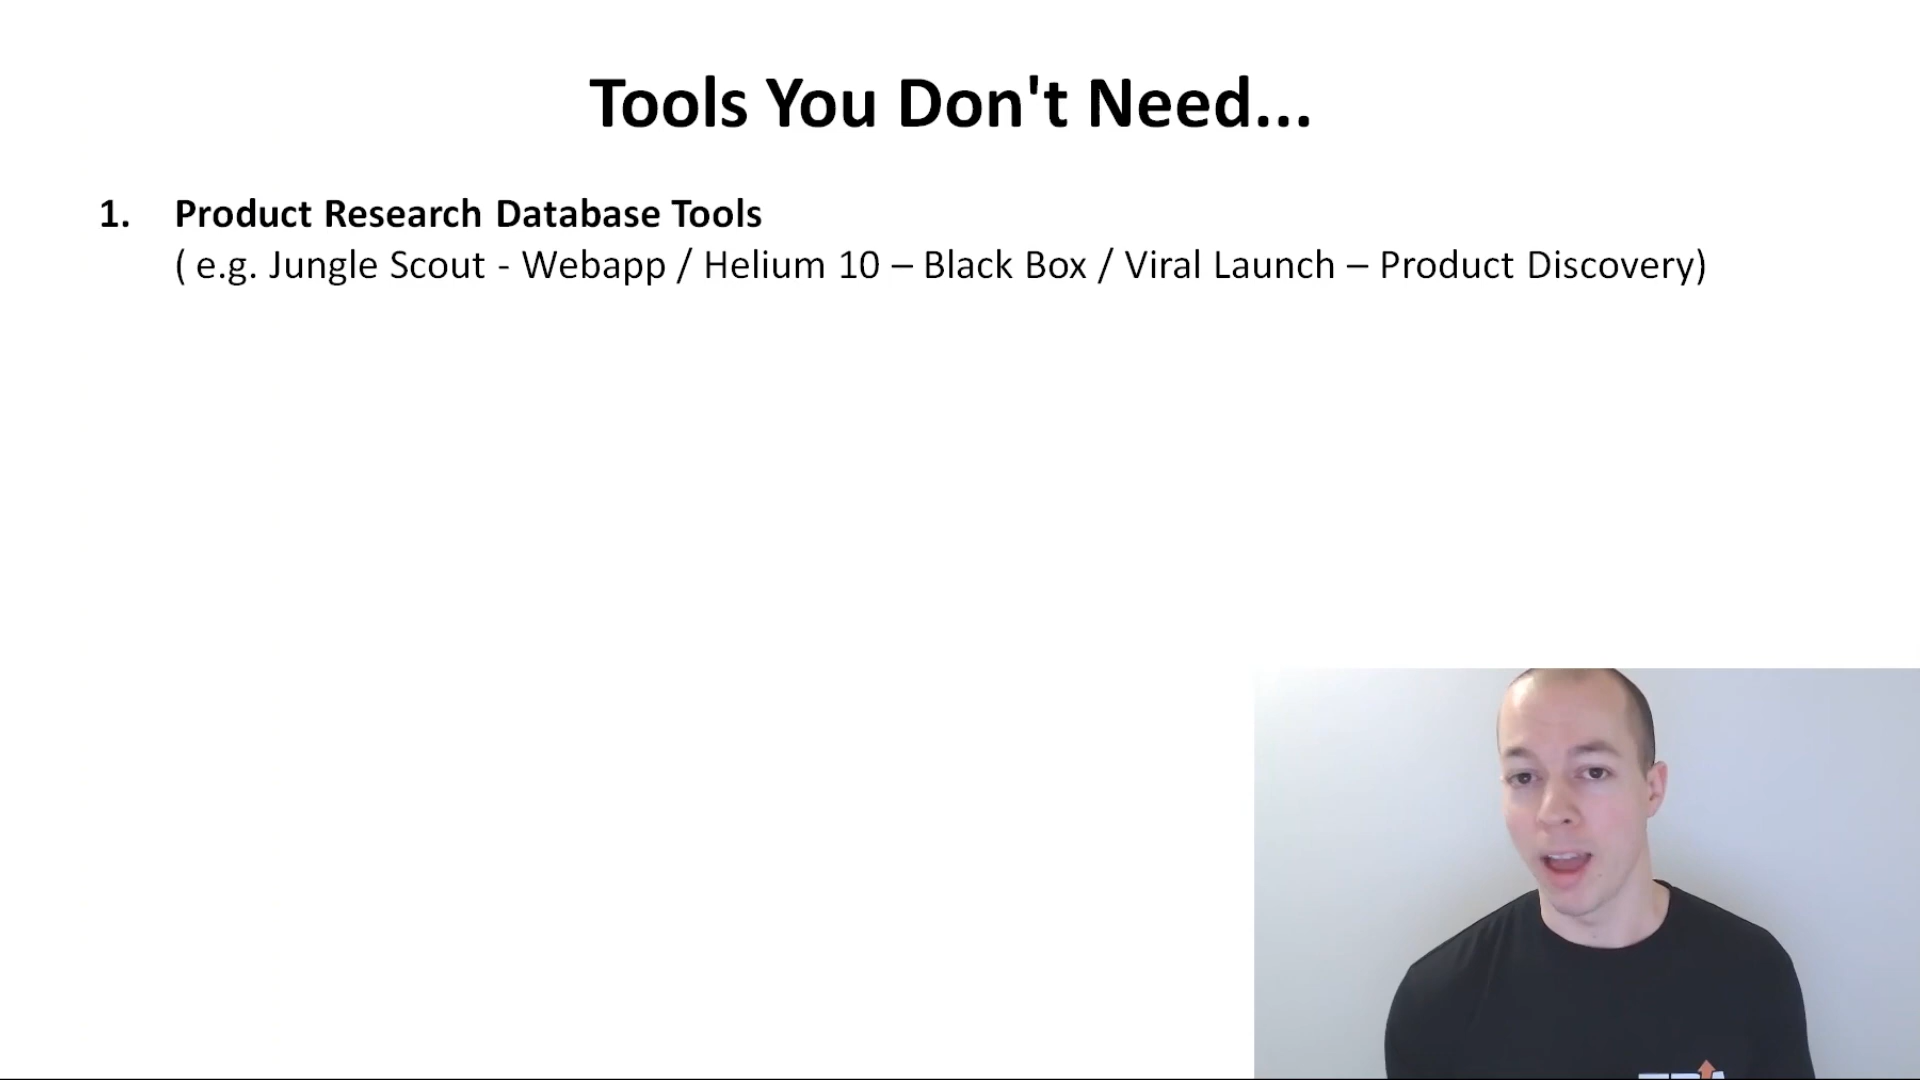 Tools You Don't Need...
1. Product Research Database Tools
( e.g. Jungle Scout - Webapp / Helium 10 – Black Box / Viral Launch – Product Discovery)